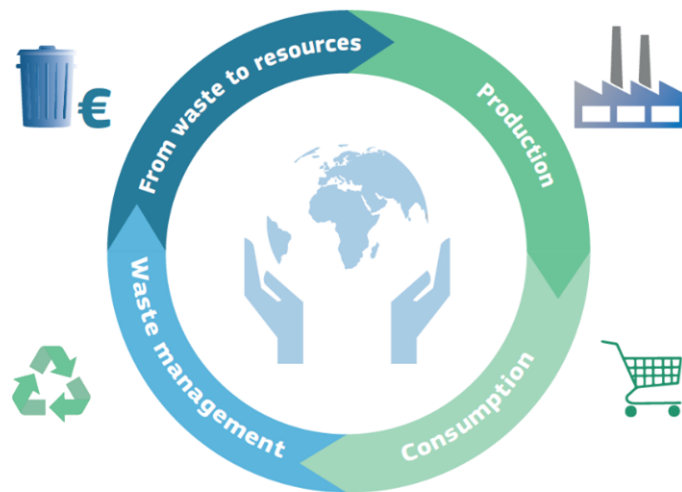 From waste to resources
Production
€
Consumption
Waste management